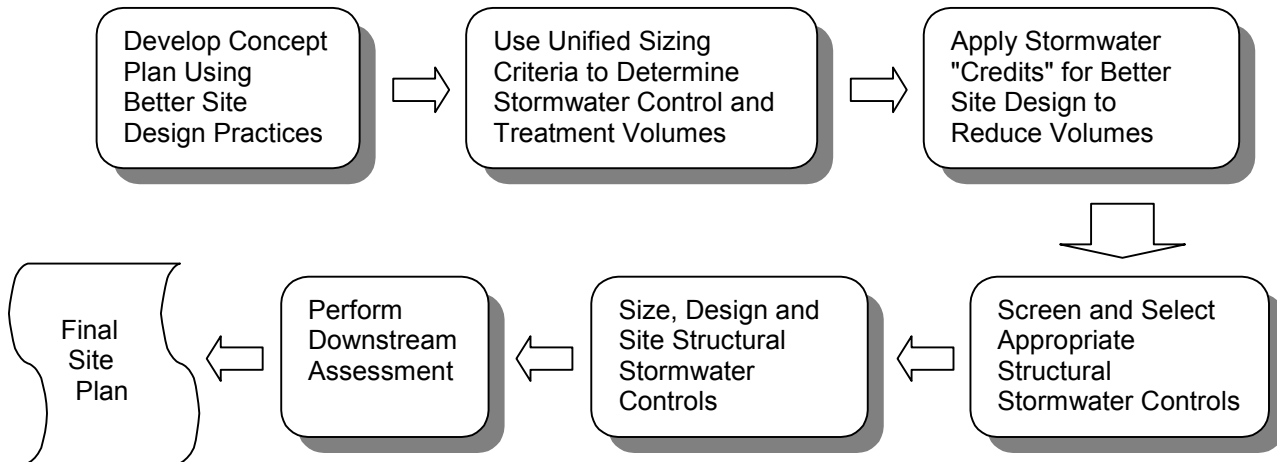 Develop Concept
Plan Using
Better Site
Design Practices
Use Unified Sizing
Criteria to Determine
Stormwater Control and
Treatment Volumes
Apply Stormwater
"Credits" for Better
Site Design to
Reduce Volumes
Screen and Select
Appropriate
Structural
Stormwater Controls
Size, Design and
Site Structural
Stormwater
Controls
Perform
Downstream
Assessment
Final
Site
Plan